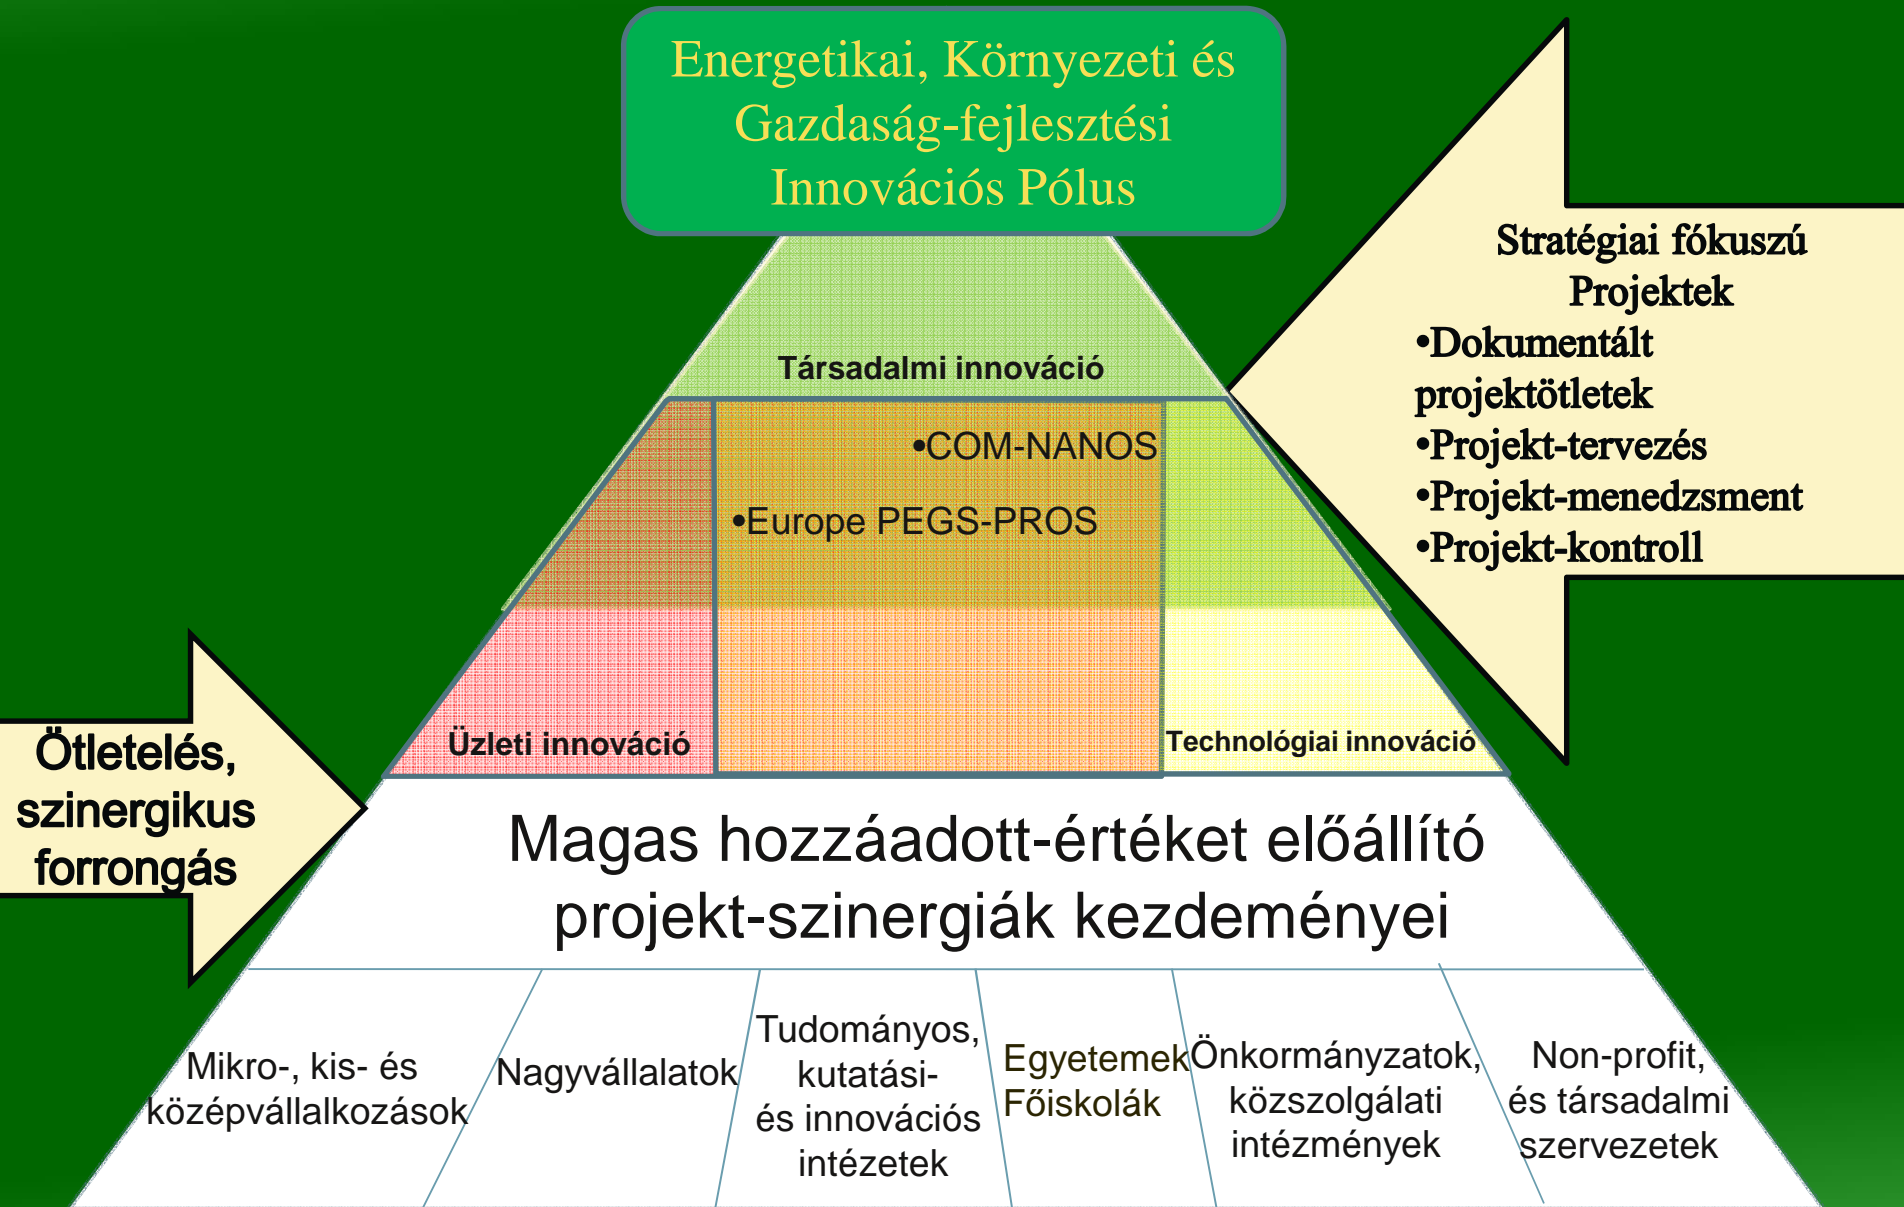 Energetikai, Környezeti és
Gazdaság-fejlesztési
Innovációs Pólus
Stratégiai fókuszú
Projektek
•Dokumentált
projektötletek
•Projekt-tervezés
•Projekt-menedzsment
•Projekt-kontroll
Társadalmi innováció
•COM-NANOS
•Europe PEGS-PROS
Üzleti innováció
Technológiai innováció
Ötletelés,
szinergikus
forrongás
Magas hozzáadott-értéket előállító
projekt-szinergiák kezdeményei
Mikro-, kis- és
középvállalkozások
Nagyvállalatok
Tudományos,
kutatási-
és innovációs
intézetek
Egyetemek
Főiskolák
Önkormányzatok,
közszolgálati
intézmények
Non-profit,
és társadalmi
szervezetek